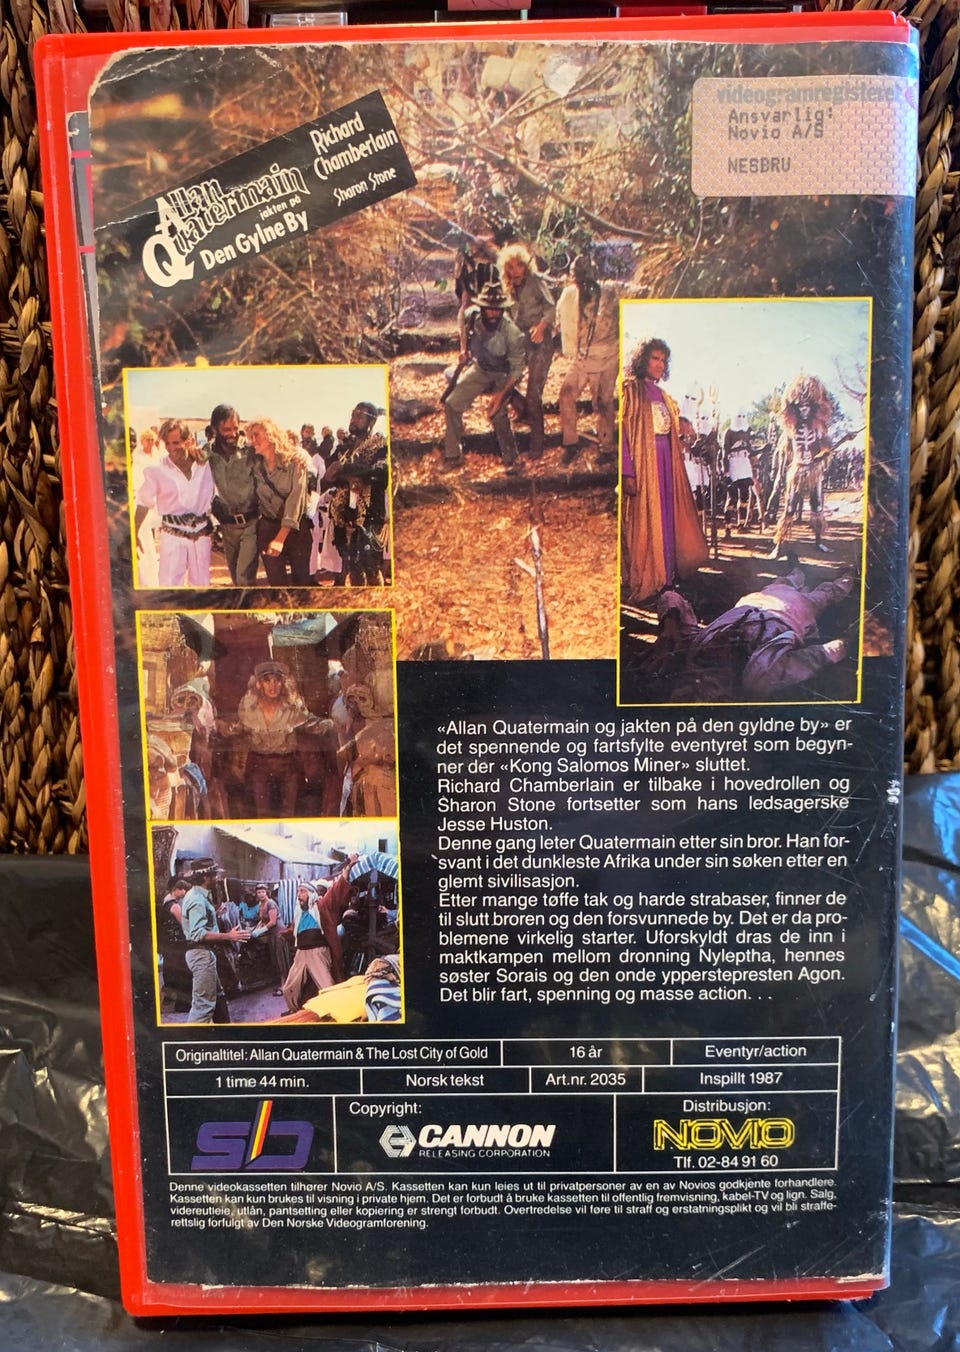 videogramregisteret
Ansvarlig:
Novio A/S
NESBRU
Allan
Quatermain
jakten på
Den Gylne By
Richard
Chamberlain
Sharon Stone
«Allan Quatermain og jakten på den gyldne by» er
det spennende og fartsfylte eventyret som begyn-
ner der «Kong Salomos Miner» sluttet.
Richard Chamberlain er tilbake i hovedrollen og
Sharon Stone fortsetter som hans ledsagerske
Jesse Huston.
Denne gang leter Quatermain etter sin bror. Han for-
svant i det dunkleste Afrika under sin søken etter en
glemt sivilisasjon.
Etter mange tøffe tak og harde strabaser, finner de
til slutt broren og den forsvunnede by. Det er da pro-
blemene virkelig starter. Uforskyldt dras de inn i
maktkampen mellom dronning Nyleptha, hennes
søster Sorais og den onde ypperstepresten Agon.
Det blir fart, spenning og masse action. . .
Originaltitel: Allan Quatermain & The Lost City of Gold
16 år
Eventyr/action
1 time 44 min.
Norsk tekst
Art.nr. 2035
Inspillt 1987
Copyright:
CANNON
RELEASING CORPORATION
Distribusjon:
NOVIO
Tlf. 02-84 91 60
Denne videokassetten tilhører Novio A/S. Kassetten kan kun leies ut til privatpersoner av en av Novios godkjente forhandlere.
Kassetten kan kun brukes til visning i private hjem. Det er forbudt å bruke kassetten til offentlig fremvisning, kabel-TV og lign. Salg,
videreutleie, utlån, pantsetting eller kopiering er strengt forbudt. Overtredelse vil føre til straff og erstatningsplikt og vil bli straffe-
rettslig forfulgt av Den Norske Videogramforening.